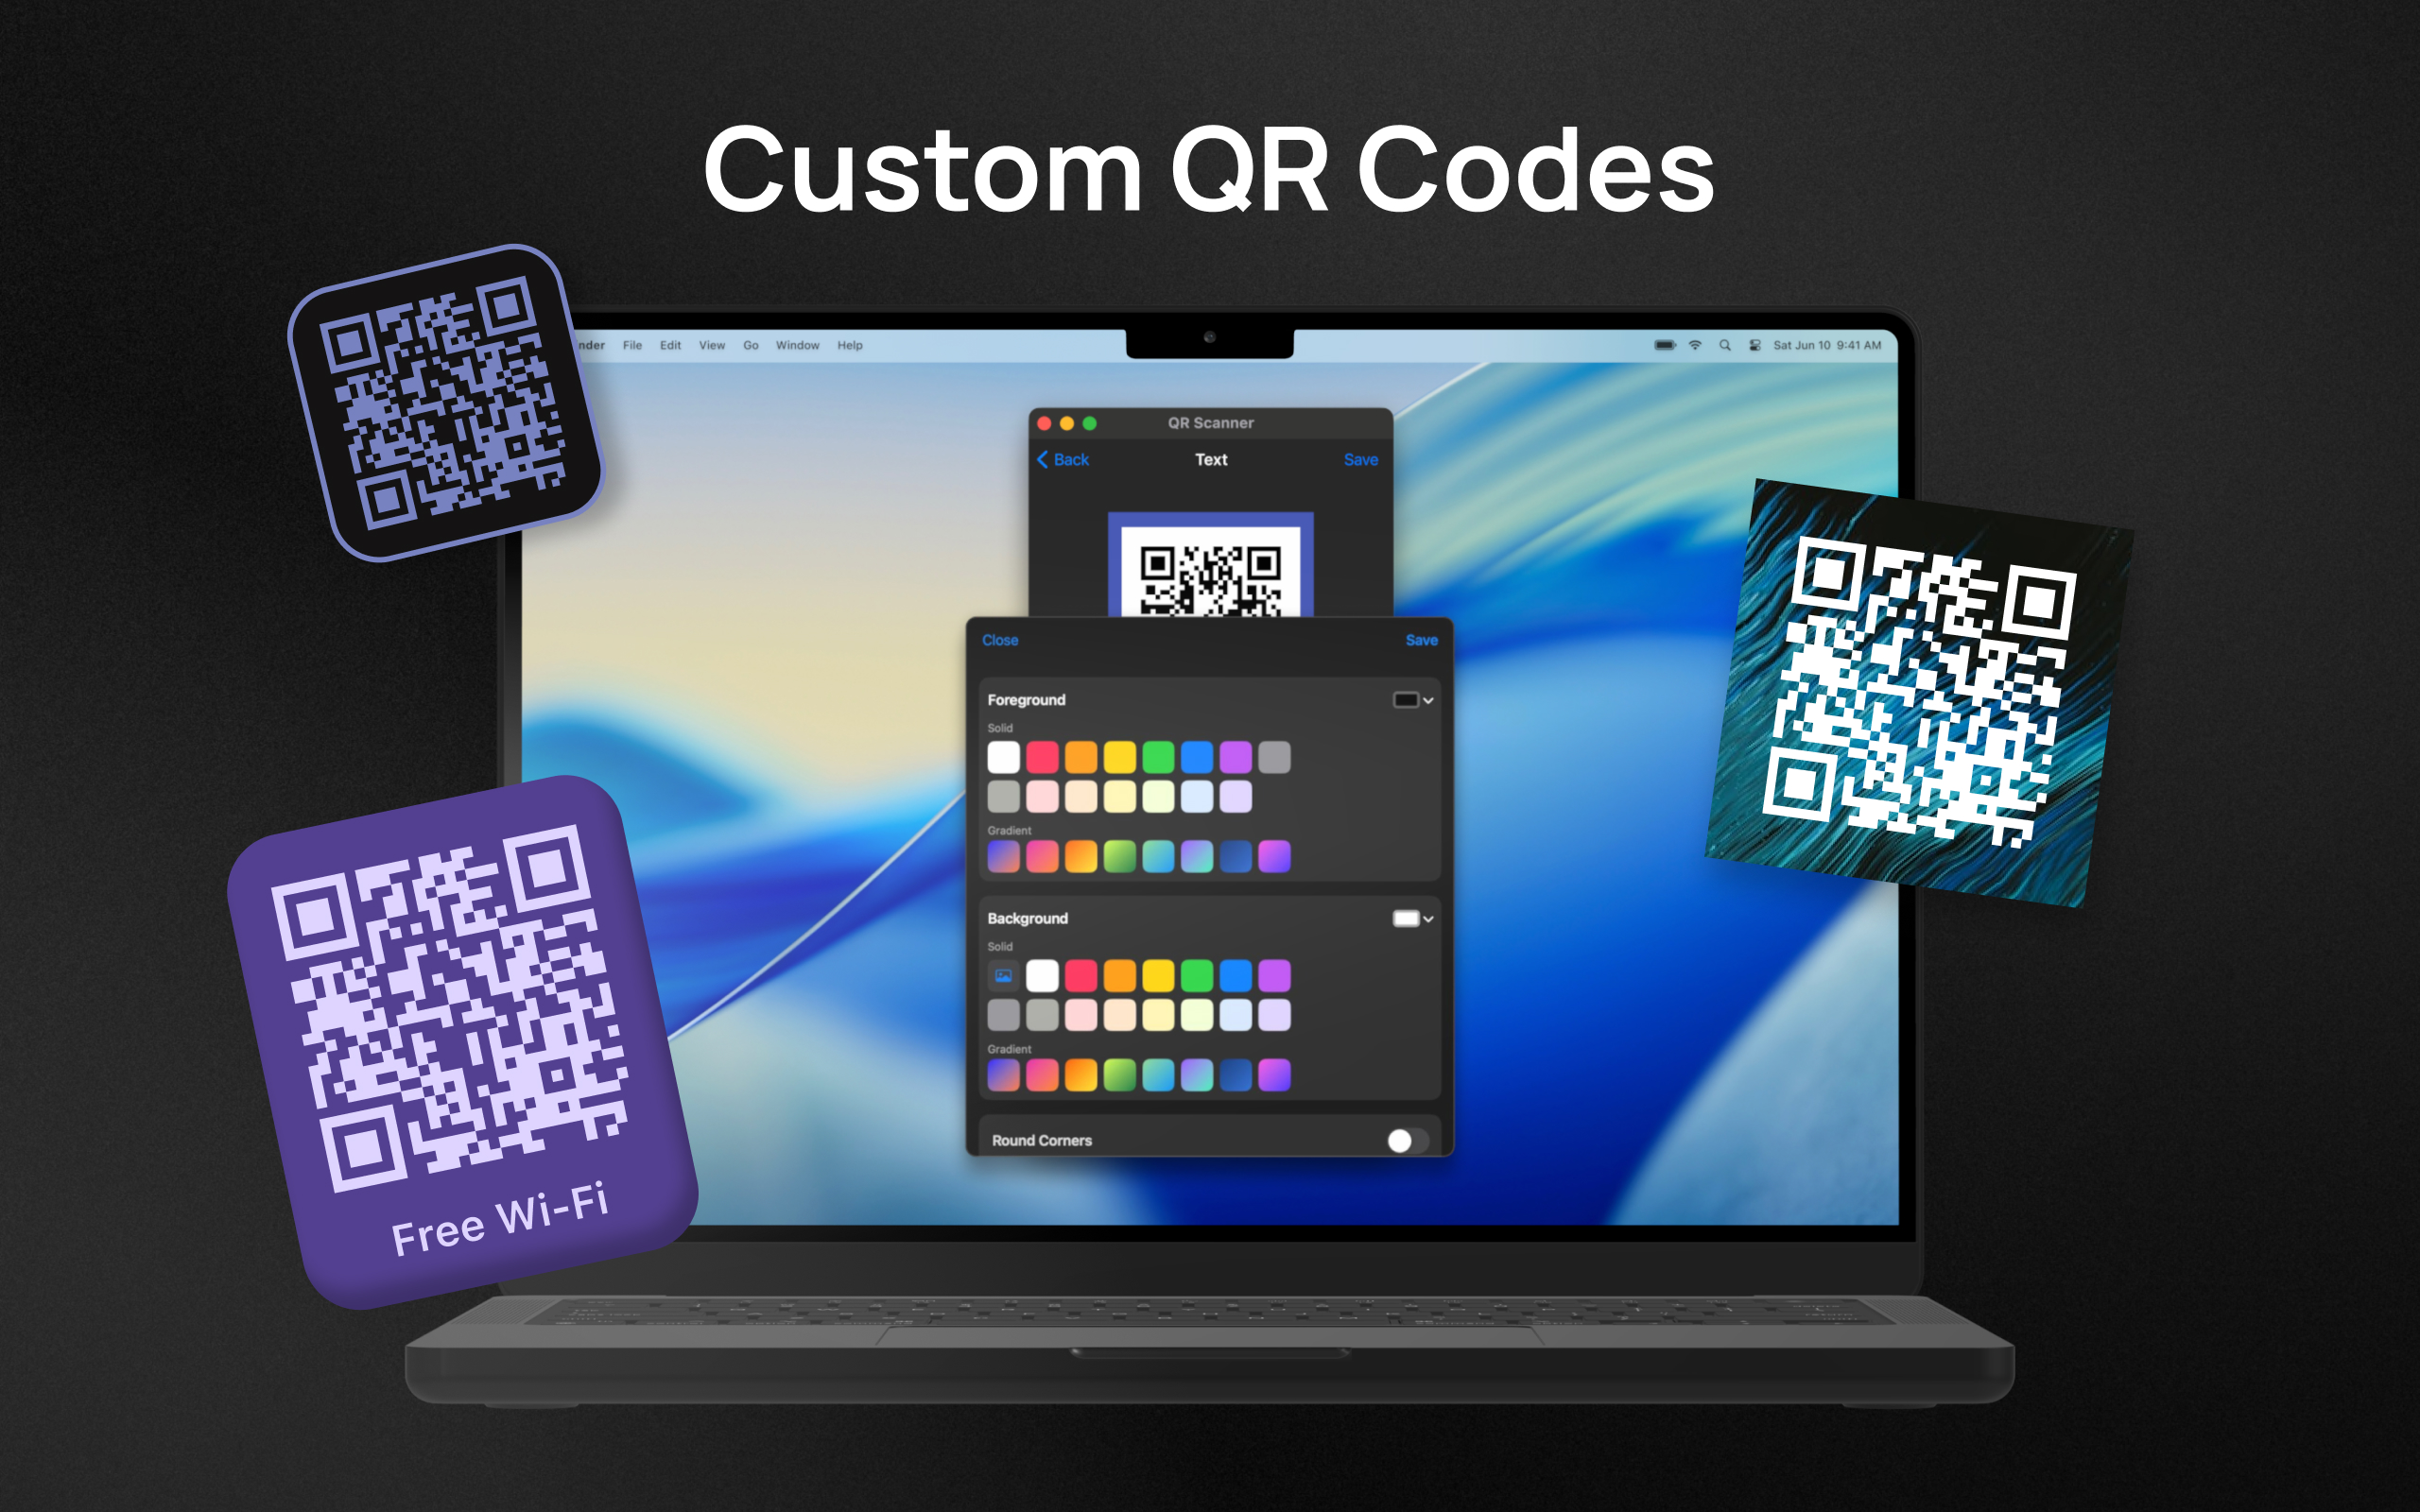 Custom QR Codes
File Edit View Go Window Help
Sat Jun 10 9:41 AM
QR Scanner
Back Text Save
Close Save
Foreground
Solid
Gradient
Background
Solid
Gradient
Round Corners
Free Wi-Fi